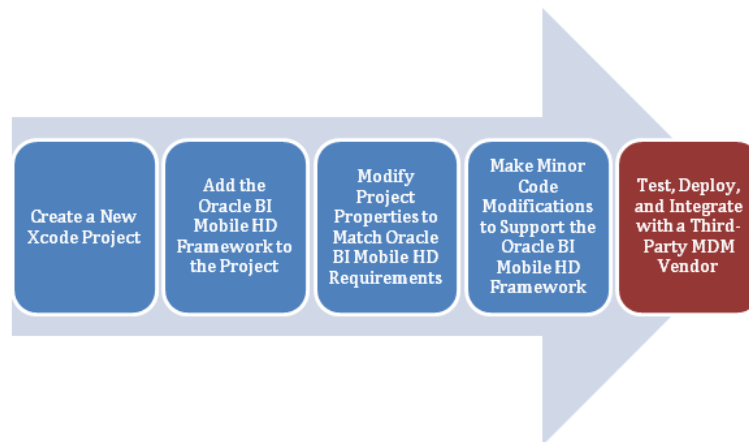 Create a New
Xcode Project
Add the
Oracle BI
Mobile HD
Framework to
the Project
Modify
Project
Properties to
Match Oracle
BI Mobile HD
Requirements
Make Minor
Code
Modifications
to Support the
Oracle BI
Mobile HD
Framework
Test, Deploy,
and Integrate
with a Third-
Party MDM
Vendor